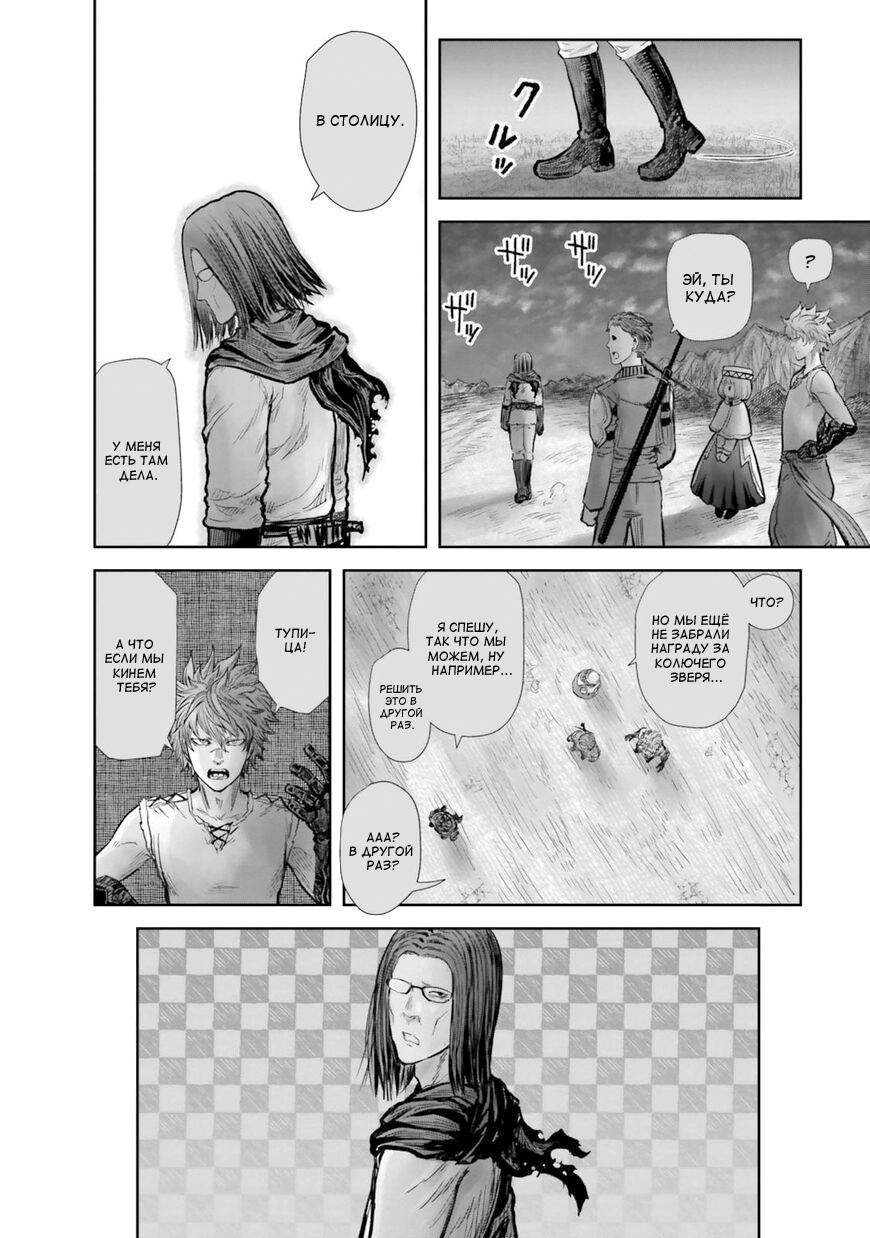 クルッ
?
ЭЙ, ТЫ
КУДА?
ザッ
ザッ
ザッ
В СТОЛИЦУ.
У МЕНЯ
ЕСТЬ ТАМ
ДЕЛА.
ЧТО?
НО МЫ ЕЩЁ
НЕ ЗАБРАЛИ
НАГРАДУ ЗА
КОЛЮЧЕГО
ЗВЕРЯ...
Я СПЕШУ,
ТАК ЧТО МЫ
МОЖЕМ, НУ
НАПРИМЕР...
РЕШИТЬ
ЭТО В
ДРУГОЙ
РАЗ.
ААА?
В ДРУГОЙ
РАЗ?
ТУПИ-
ЦА!
А ЧТО
ЕСЛИ МЫ
КИНЕМ
ТЕБЯ?